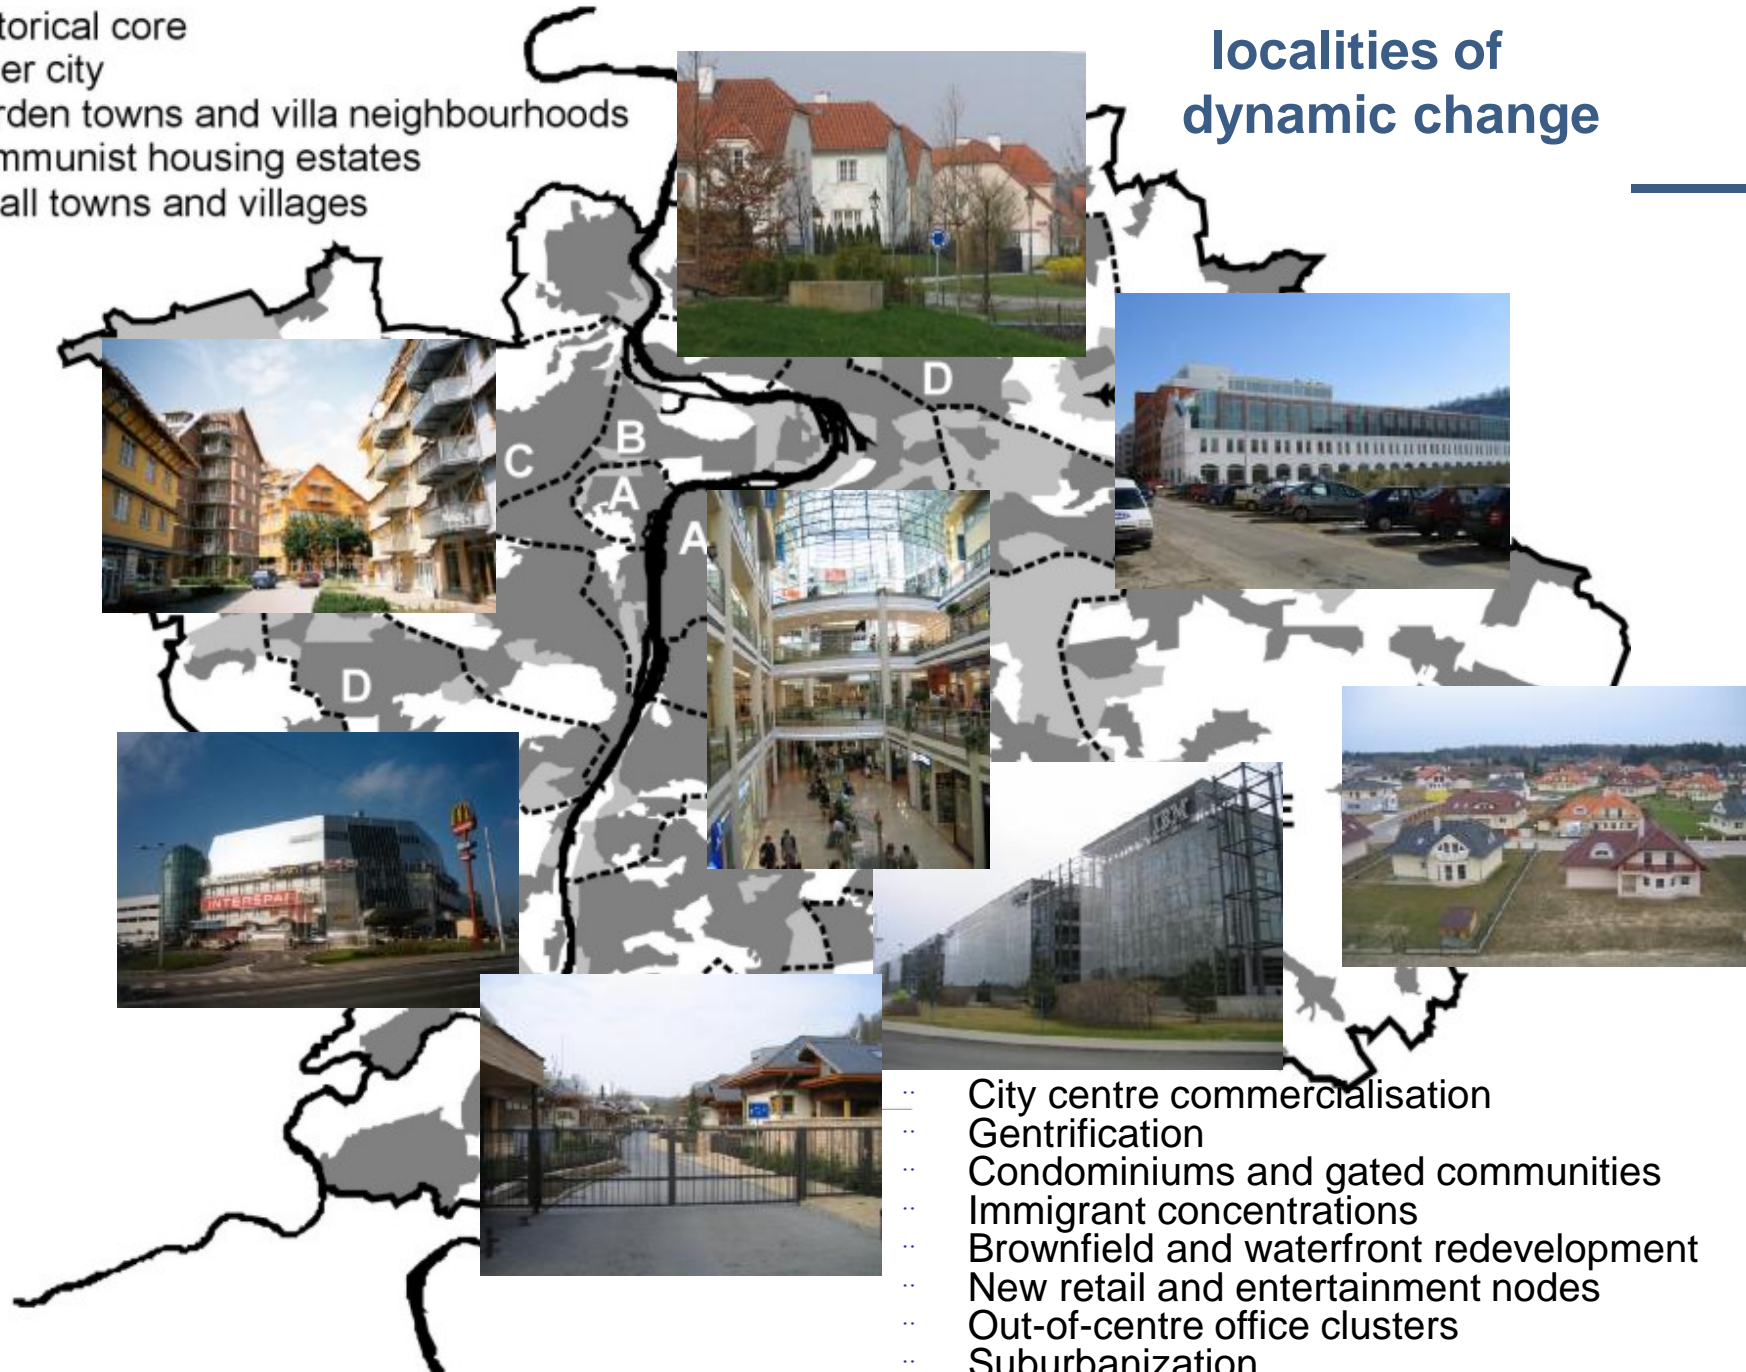 torical core
er city
rden towns and villa neighbourhoods
mmunist housing estates
all towns and villages
localities of
dynamic change
D
B
C
A
A
D
E
INTERSPAR
IBM
City centre commercialisation
Gentrification
Condominiums and gated communities
Immigrant concentrations
Brownfield and waterfront redevelopment
New retail and entertainment nodes
Out-of-centre office clusters
Suburbanization